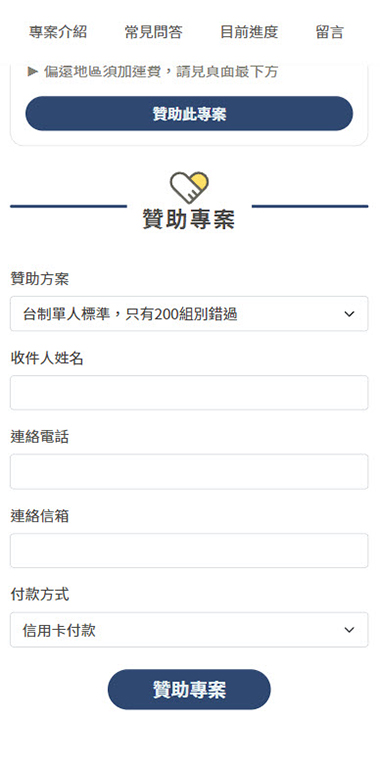 專案介紹 常見問答 目前進度 留言
▶ 偏遠地區須加運費，請見頁面最下方
贊助此專案
贊助專案
贊助方案
台制單人標準，只有200組別錯過
收件人姓名
連絡電話
連絡信箱
付款方式
信用卡付款
贊助專案